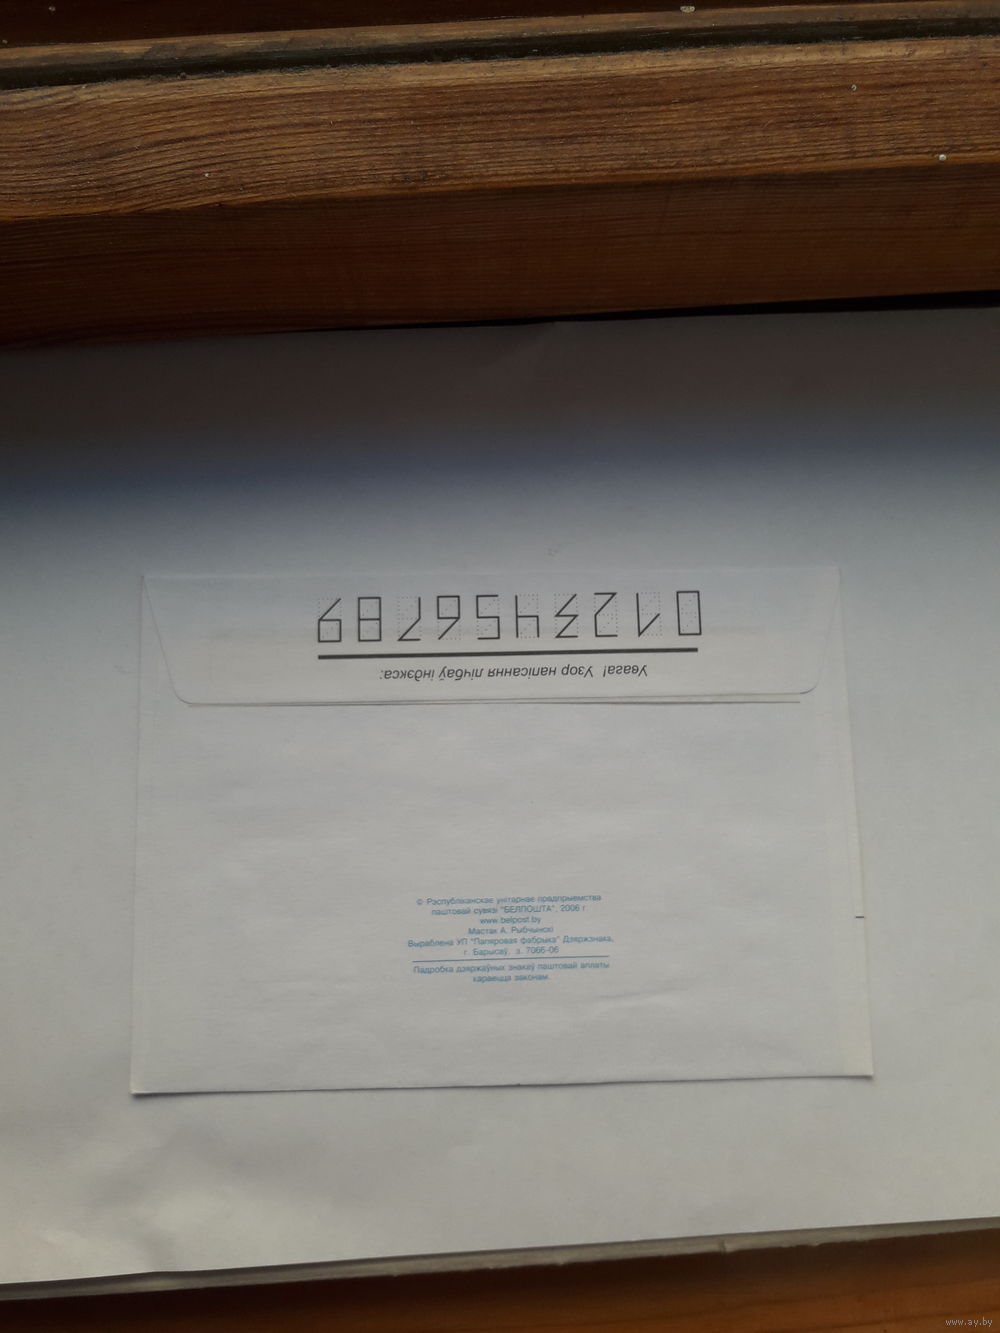 0123456789
Увага! Узор напісання лічбаў індэкса:
© Рэспубліканскае унітарнае прадпрыемства
паштовай сувязі "БЕЛПОШТА", 2006 г.
www.belpost.by
Мастак А. Рыбчынскі
Выраблена УП "Папяровая фабрыка" Дзяржзнака,
г. Барысаў. з. 7066-06
Падробка дзяржаўных знакаў паштовай аплаты
караецца законам.
www.ay.by